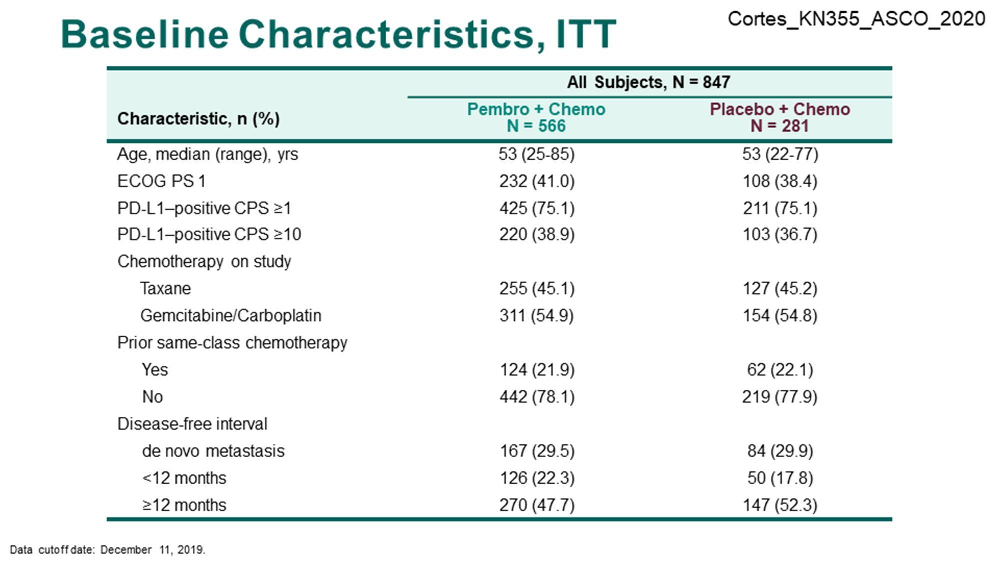 Baseline Characteristics, ITT
Cortes_KN355_ASCO_2020
All Subjects, N = 847
Characteristic, n (%)
Pembro + Chemo
N = 566
Placebo + Chemo
N = 281
Age, median (range), yrs 53 (25-85) 53 (22-77)
ECOG PS 1 232 (41.0) 108 (38.4)
PD-L1–positive CPS ≥1 425 (75.1) 211 (75.1)
PD-L1–positive CPS ≥10 220 (38.9) 103 (36.7)
Chemotherapy on study
Taxane 255 (45.1) 127 (45.2)
Gemcitabine/Carboplatin 311 (54.9) 154 (54.8)
Prior same-class chemotherapy
Yes 124 (21.9) 62 (22.1)
No 442 (78.1) 219 (77.9)
Disease-free interval
de novo metastasis 167 (29.5) 84 (29.9)
<12 months 126 (22.3) 50 (17.8)
≥12 months 270 (47.7) 147 (52.3)
Data cutoff date: December 11, 2019.